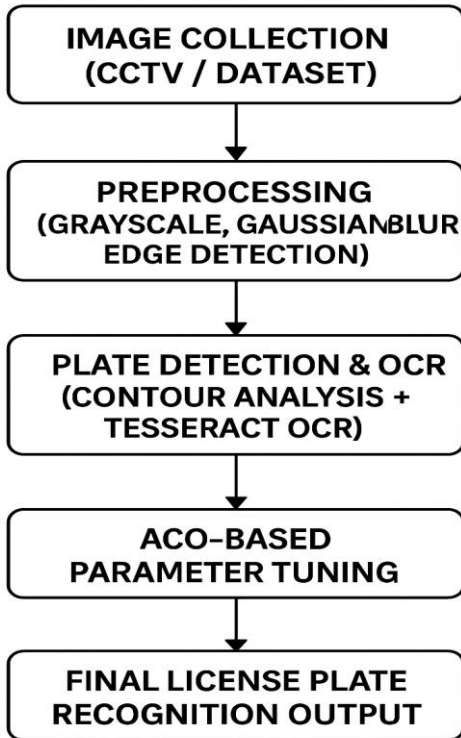 IMAGE COLLECTION
(CCTV / DATASET)
PREPROCESSING
(GRAYSCALE, GAUSSIANBLUR
EDGE DETECTION)
PLATE DETECTION & OCR
(CONTOUR ANALYSIS +
TESSERACT OCR)
ACO-BASED
PARAMETER TUNING
FINAL LICENSE PLATE
RECOGNITION OUTPUT